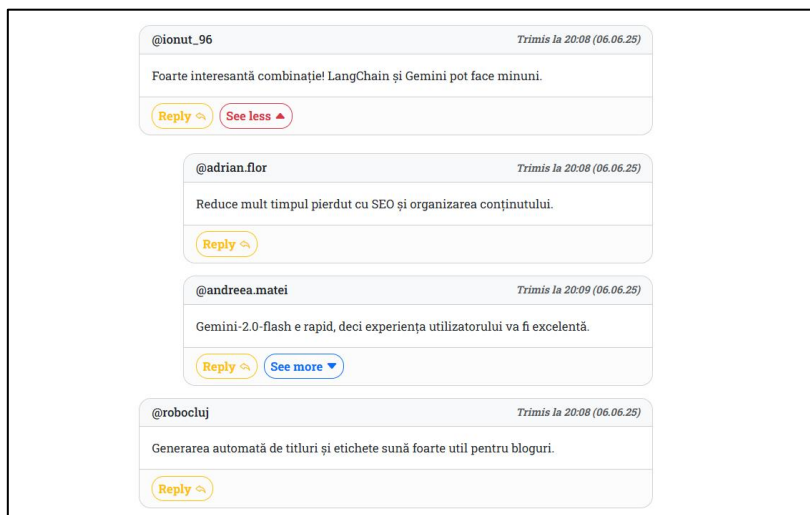 @ionut_96 Trimis la 20:08 (06.06.25)
Foarte interesantă combinație! LangChain și Gemini pot face minuni.
Reply See less
@adrian.flor Trimis la 20:08 (06.06.25)
Reduce mult timpul pierdut cu SEO și organizarea conținutului.
Reply
@andreea.matei Trimis la 20:09 (06.06.25)
Gemini-2.0-flash e rapid, deci experiența utilizatorului va fi excelentă.
Reply See more
@robocluj Trimis la 20:08 (06.06.25)
Generarea automată de titluri și etichete sună foarte util pentru bloguri.
Reply